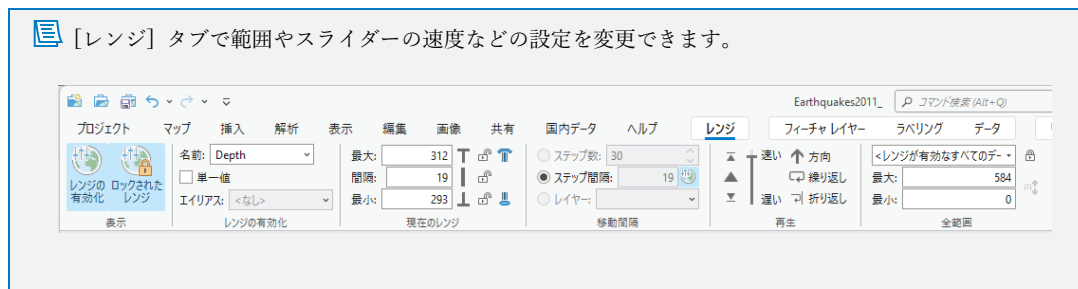 [レンジ] タブで範囲やスライダーの速度などの設定を変更できます。
Earthquakes2011_ コマンド検索 (Alt+Q)
プロジェクト マップ 挿入 解析 表示 編集 画像 共有 国内データ ヘルプ レンジ フィーチャ レイヤー ラベリング データ
レンジの有効化
ロックされたレンジ
表示
名前: Depth
単一値
エイリアス: <なし>
レンジの有効化
最大: 312
間隔: 19
最小: 293
現在のレンジ
ステップ数: 30
ステップ間隔: 19
レイヤー:
移動間隔
速い 方向
繰り返し
遅い 折り返し
再生
<レンジが有効なすべてのデー
最大: 584
最小: 0
全範囲